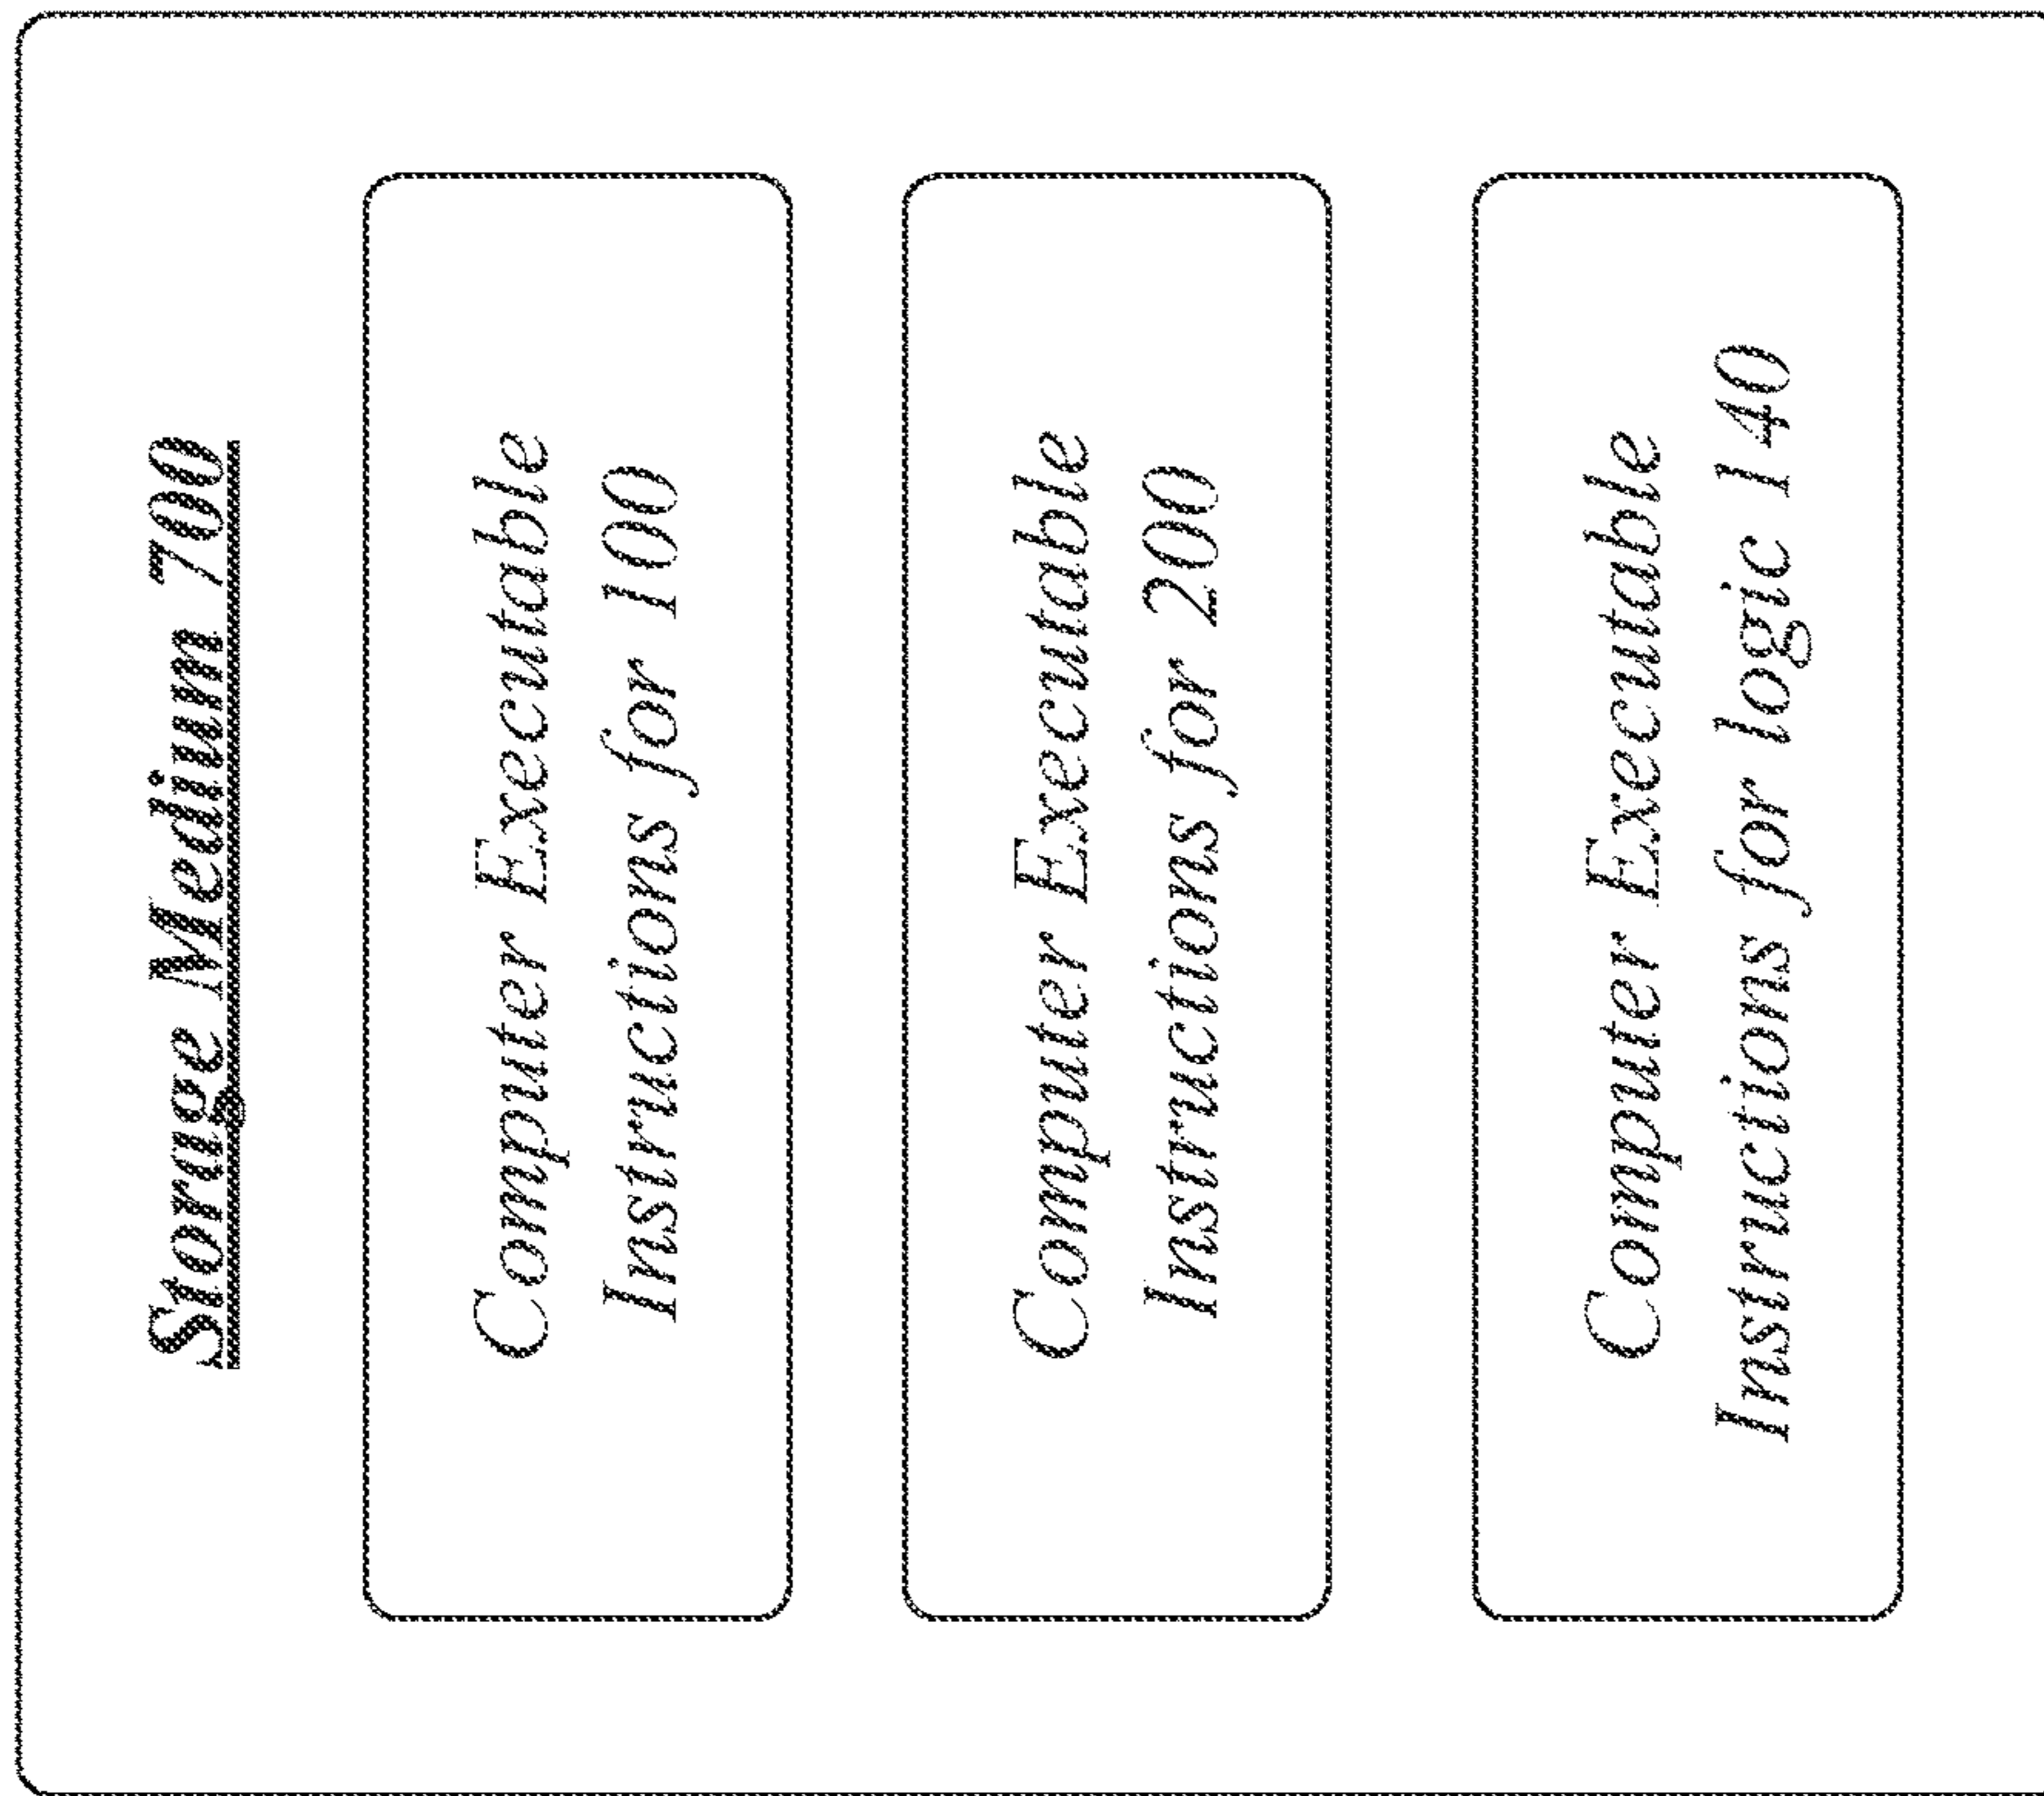 Storage Medium 700
Computer Executable
Instructions for 100
Computer Executable
Instructions for 200
Computer Executable
Instructions for logic 140